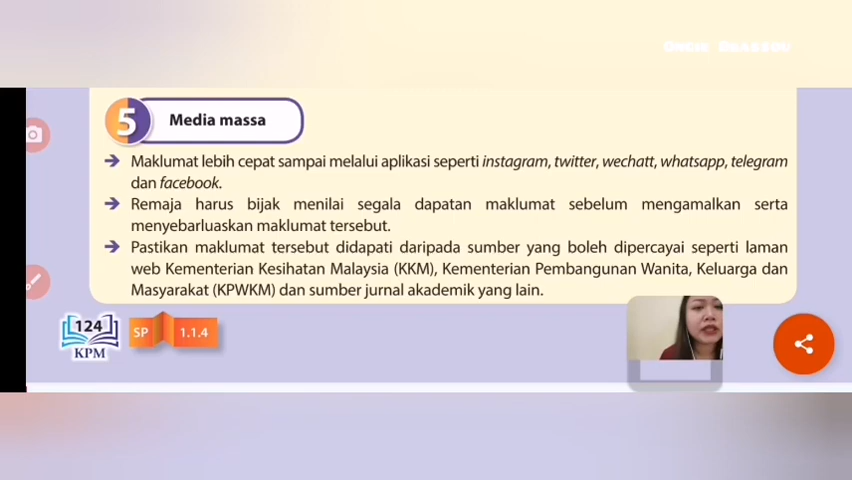 5 Media massa
Maklumat lebih cepat sampai melalui aplikasi seperti instagram, twitter, wechatt, whatsapp, telegram
dan facebook.
Remaja harus bijak menilai segala dapatan maklumat sebelum mengamalkan serta
menyebarluaskan maklumat tersebut.
Pastikan maklumat tersebut didapati daripada sumber yang boleh dipercayai seperti laman
web Kementerian Kesihatan Malaysia (KKM), Kementerian Pembangunan Wanita, Keluarga dan
Masyarakat (KPWKM) dan sumber jurnal akademik yang lain.
124 SP 1.1.4
KPM